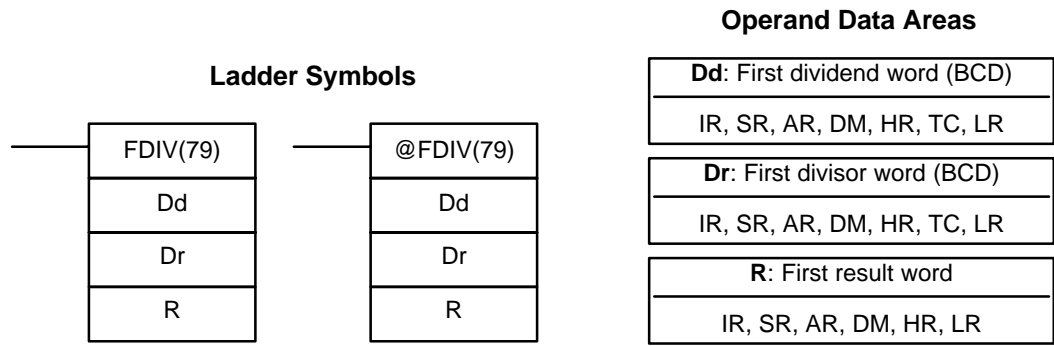 Ladder Symbols
FDIV(79)
Dd
Dr
R
@FDIV(79)
Dd
Dr
R
Operand Data Areas
Dd: First dividend word (BCD)
IR, SR, AR, DM, HR, TC, LR
Dr: First divisor word (BCD)
IR, SR, AR, DM, HR, TC, LR
R: First result word
IR, SR, AR, DM, HR, LR